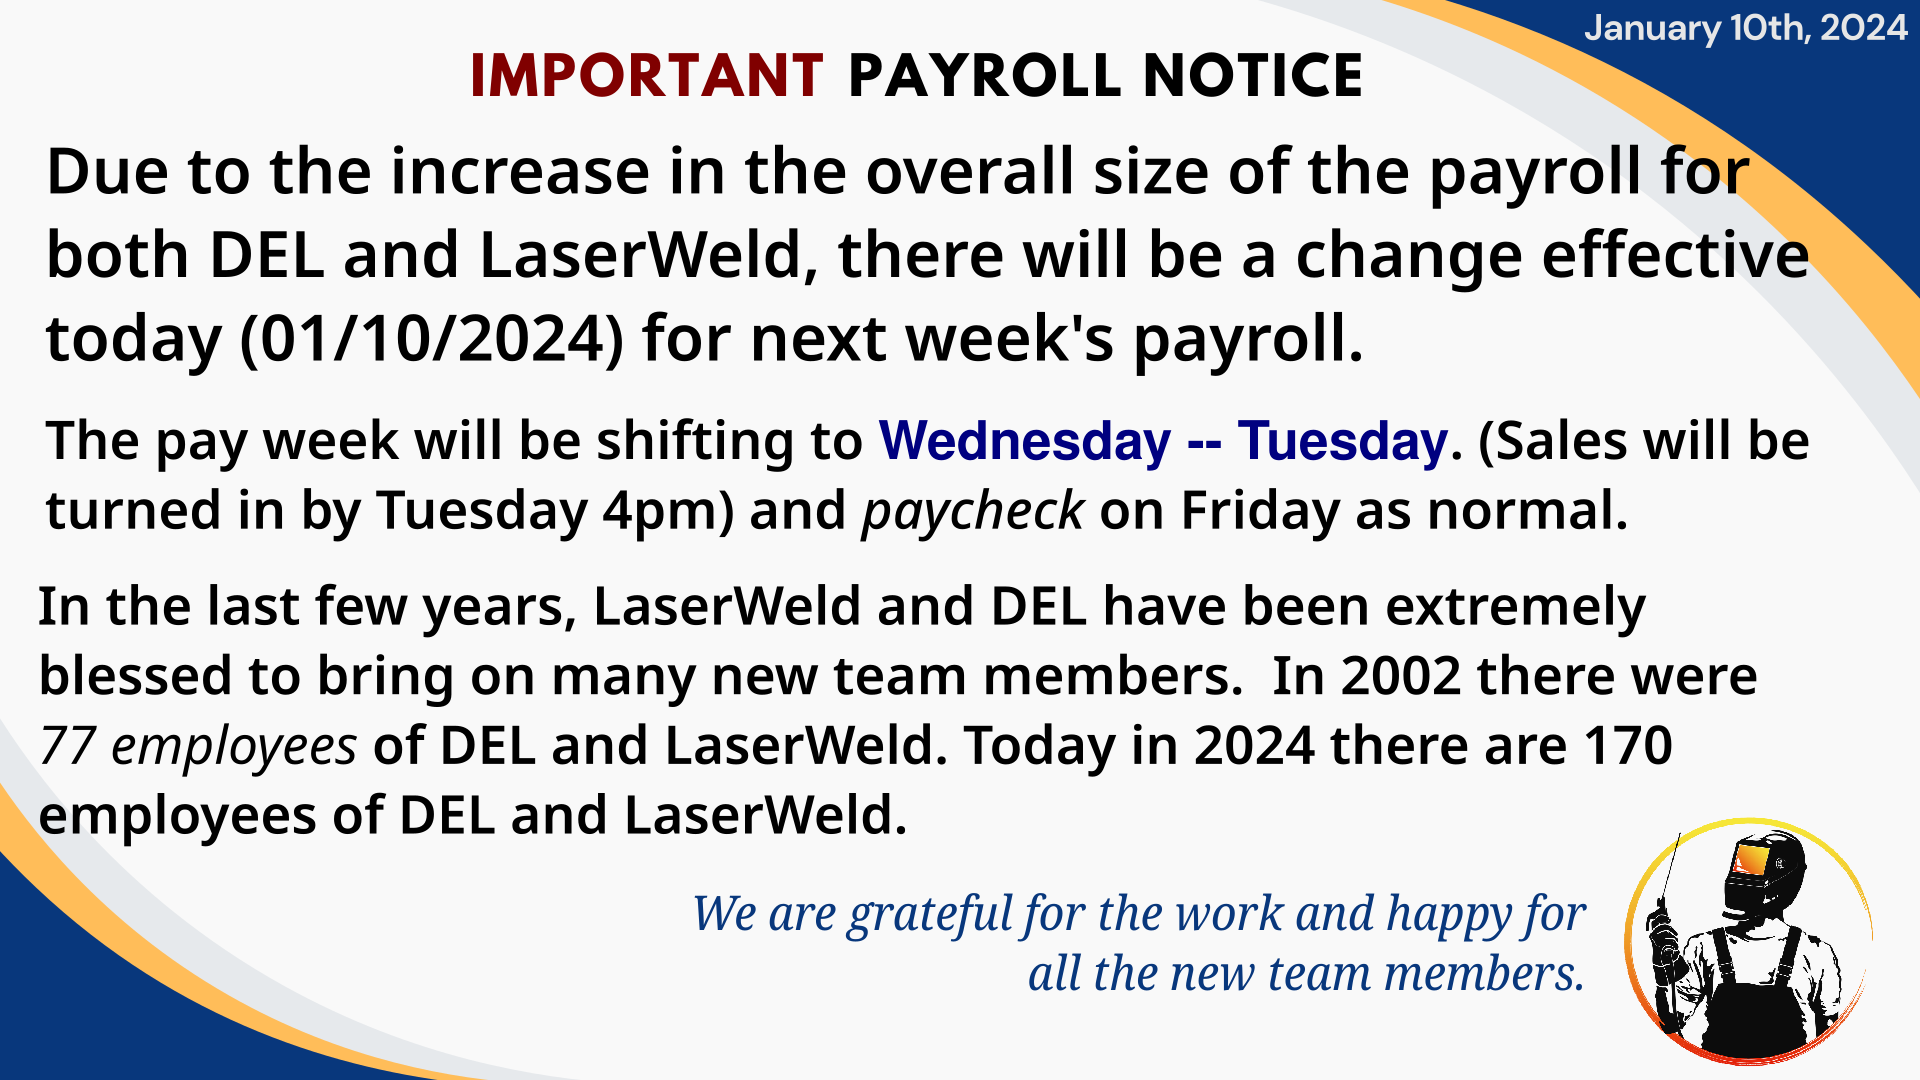 January 10th, 2024
IMPORTANT PAYROLL NOTICE
Due to the increase in the overall size of the payroll for
both DEL and LaserWeld, there will be a change effective
today (01/10/2024) for next week's payroll.
The pay week will be shifting to Wednesday -- Tuesday. (Sales will be
turned in by Tuesday 4pm) and paycheck on Friday as normal.
In the last few years, LaserWeld and DEL have been extremely
blessed to bring on many new team members.  In 2002 there were
77 employees of DEL and LaserWeld. Today in 2024 there are 170
employees of DEL and LaserWeld.
We are grateful for the work and happy for
all the new team members.